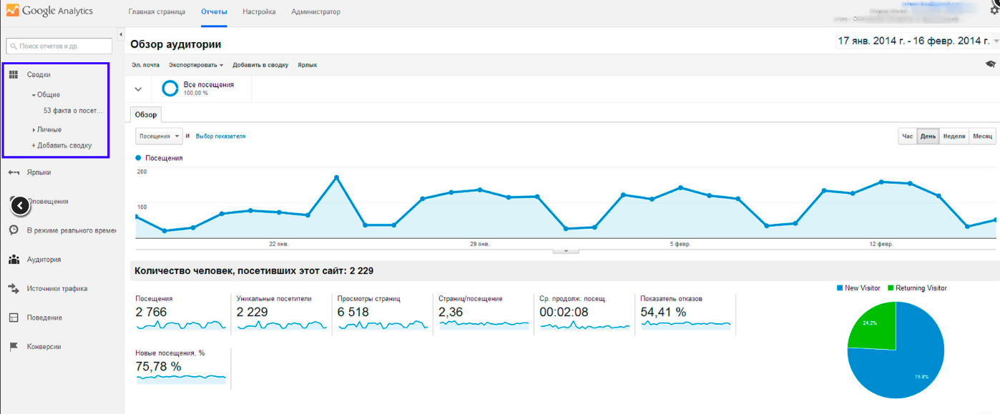 Google Analytics
Главная страница
Отчеты
Настройка
Администратор
Поиск отчетов и др.
Сводки
Общие
53 факта о посет...
Личные
+ Добавить сводку
Ярлыки
Оповещения
В режиме реального времен
Аудитория
Источники трафика
Поведение
Конверсии
Обзор аудитории
17 янв. 2014 г. - 16 февр. 2014 г.
Эл. почта
Экспортировать
Добавить в сводку
Ярлык
Все посещения
100,00 %
Обзор
Посещения
и
Выбор показателя
Час
День
Неделя
Месяц
Посещения
200
100
22 янв.
29 янв.
5 февр.
12 февр.
Количество человек, посетивших этот сайт: 2 229
Посещения
2 766
Уникальные посетители
2 229
Просмотры страниц
6 518
Страниц/посещение
2,36
Ср. продолж. посещ.
00:02:08
Показатель отказов
54,41 %
Новые посещения, %
75,78 %
New Visitor
Returning Visitor
24.2%
75.8%